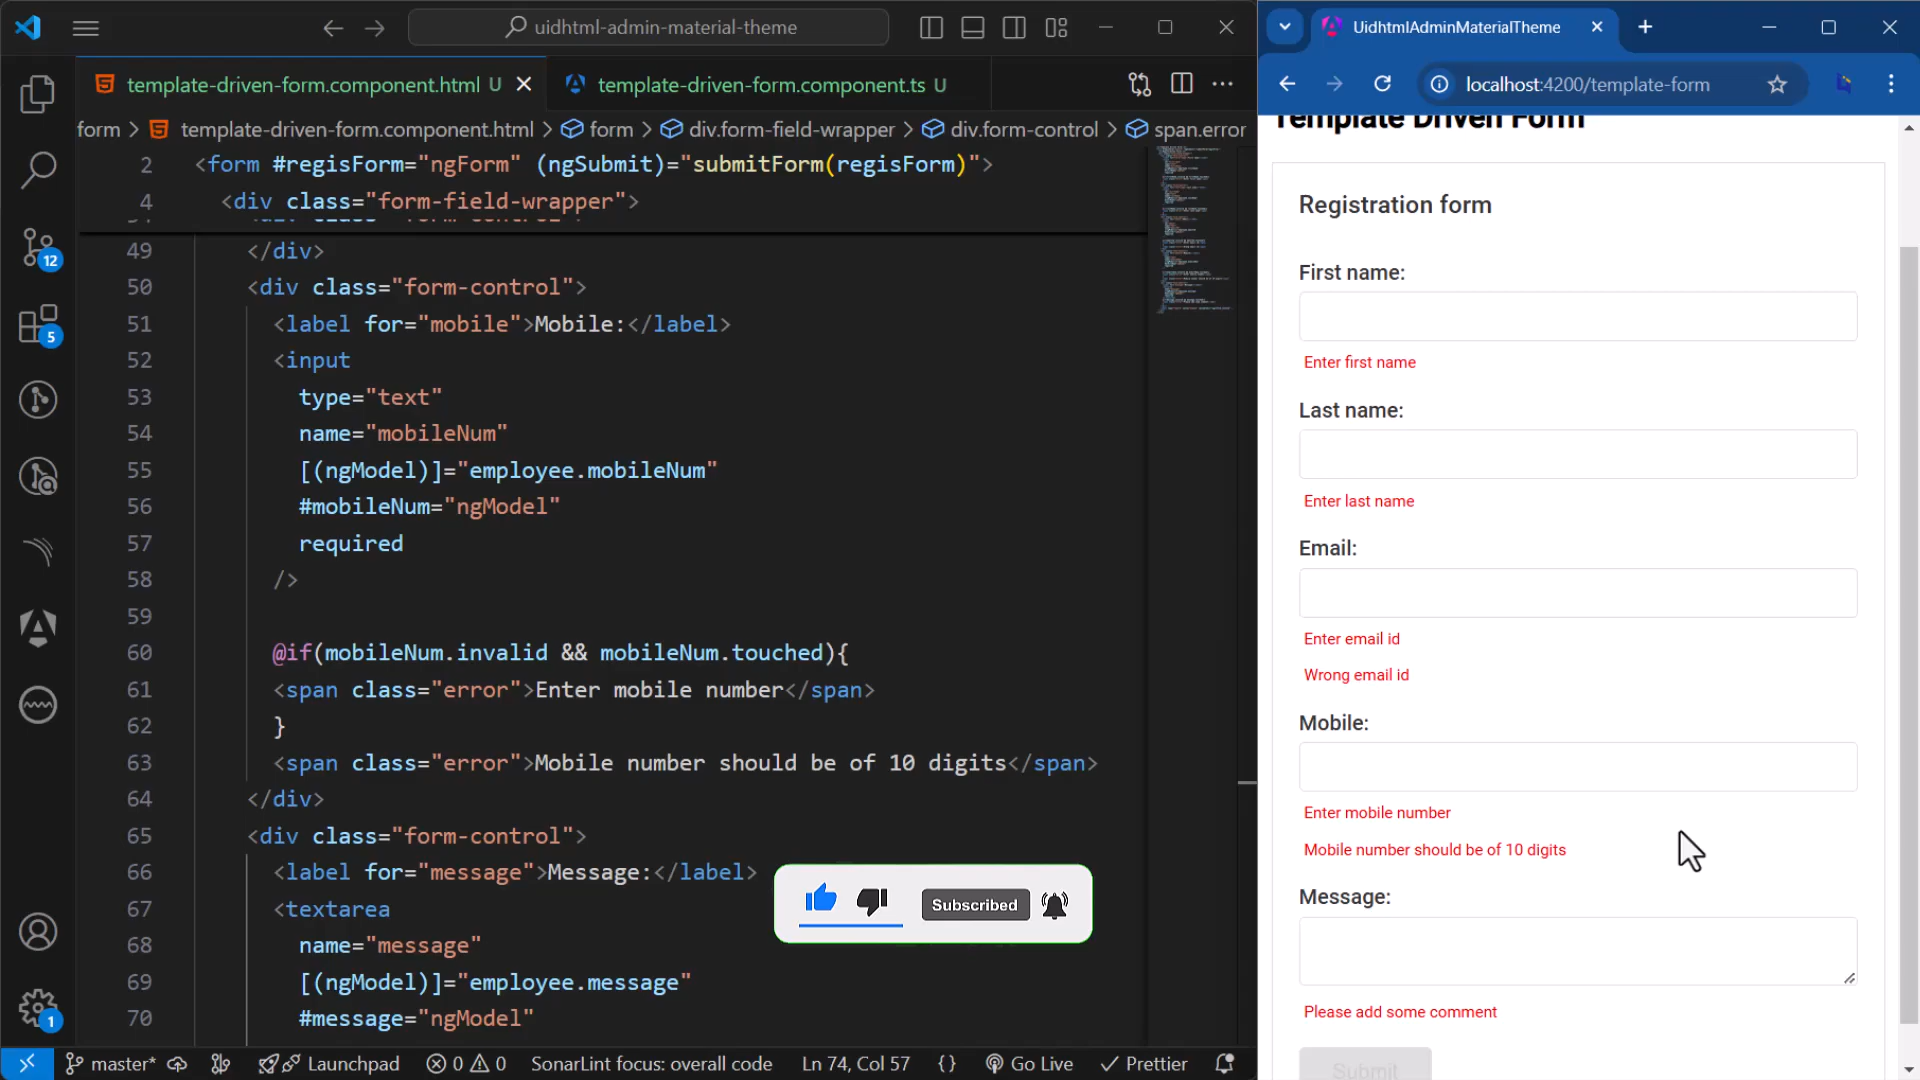 uidhtml-admin-material-theme
template-driven-form.component.html U
template-driven-form.component.ts U
form > template-driven-form.component.html > form > div.form-field-wrapper > div.form-control > span.error
2 <form #regisForm="ngForm" (ngSubmit)="submitForm(regisForm)">
4 <div class="form-field-wrapper">
49 </div>
50 <div class="form-control">
51 <label for="mobile">Mobile:</label>
52 <input
53 type="text"
54 name="mobileNum"
55 [(ngModel)]="employee.mobileNum"
56 #mobileNum="ngModel"
57 required
58 />
59
60 @if(mobileNum.invalid && mobileNum.touched){
61 <span class="error">Enter mobile number</span>
62 }
63 <span class="error">Mobile number should be of 10 digits</span>
64 </div>
65 <div class="form-control">
66 <label for="message">Message:</label>
67 <textarea
68 name="message"
69 [(ngModel)]="employee.message"
70 #message="ngModel"
12
5
1
Subscribed
master* Launchpad 0 0 SonarLint focus: overall code Ln 74, Col 57 {} Go Live Prettier
UidhtmlAdminMaterialTheme
localhost:4200/template-form
Template Driven Form
Registration form
First name:
Enter first name
Last name:
Enter last name
Email:
Enter email id
Wrong email id
Mobile:
Enter mobile number
Mobile number should be of 10 digits
Message:
Please add some comment
Submit